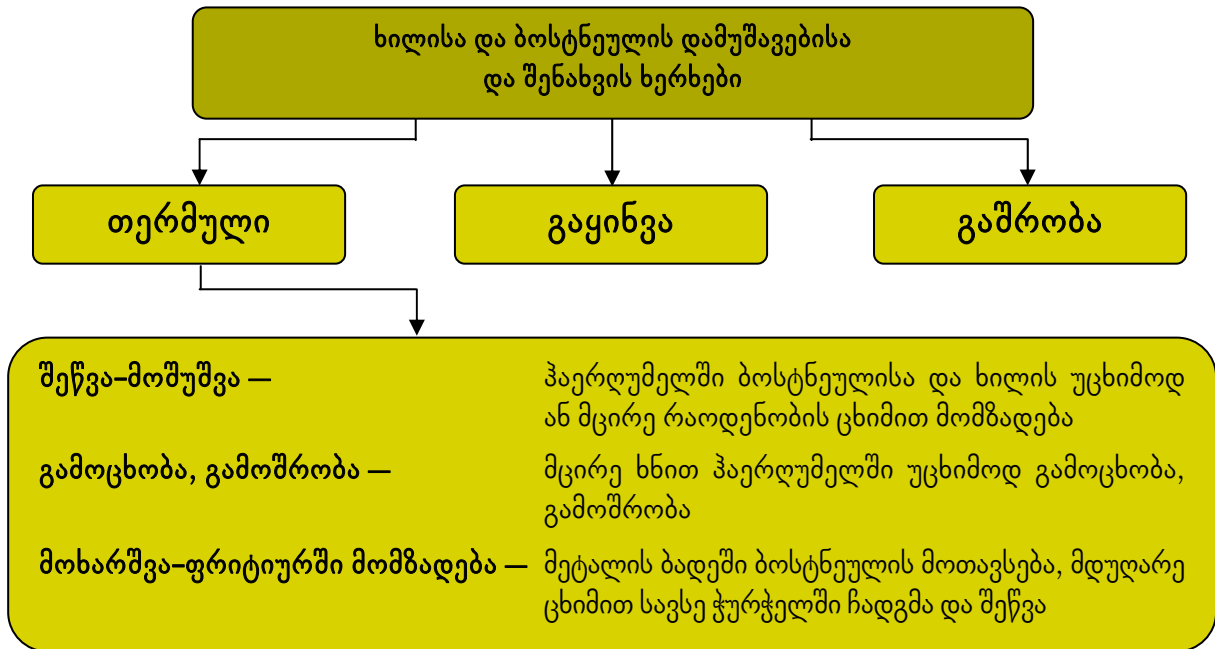 ხილისა და ბოსტნეულის დამუშავებისა
და შენახვის ხერხები
თერმული
გაყინვა
გაშრობა
შეწვა–მოშუშვა — ჰაერღუმელში ბოსტნეულისა და ხილის უცხიმოდ
ან მცირე რაოდენობის ცხიმით მომზადება
გამოცხობა, გამოშრობა — მცირე ხნით ჰაერღუმელში უცხიმოდ გამოცხობა,
გამოშრობა
მოხარშვა–ფრიტიურში მომზადება — მეტალის ბადეში ბოსტნეულის მოთავსება, მდუღარე
ცხიმით სავსე ჭურჭელში ჩადგმა და შეწვა